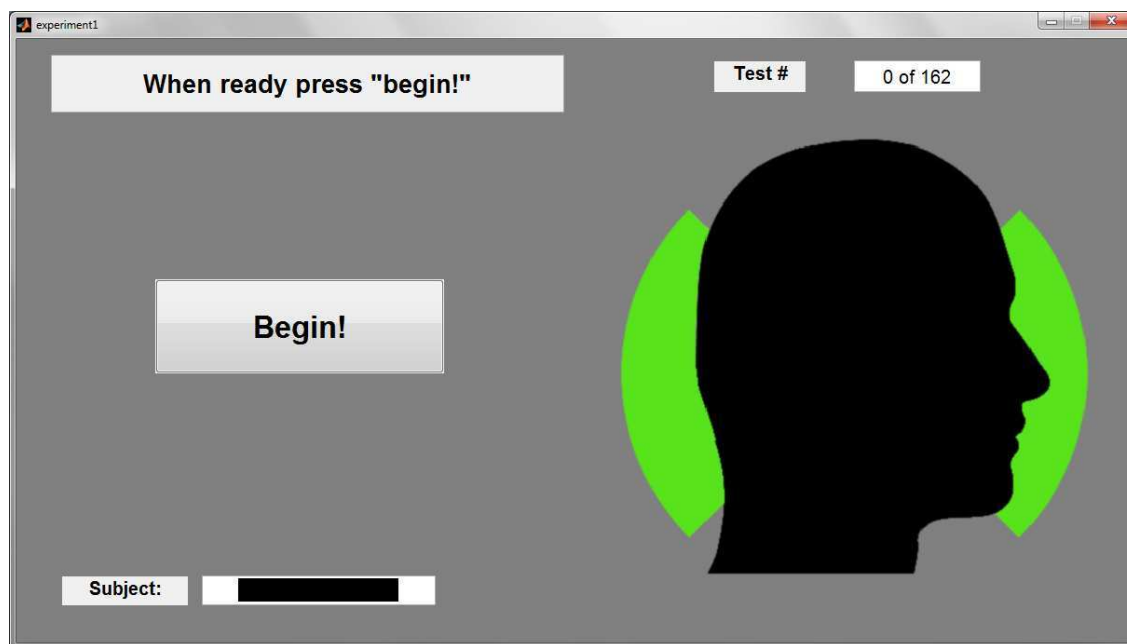 experiment1
When ready press "begin!"
Test #
0 of 162
Begin!
Subject: